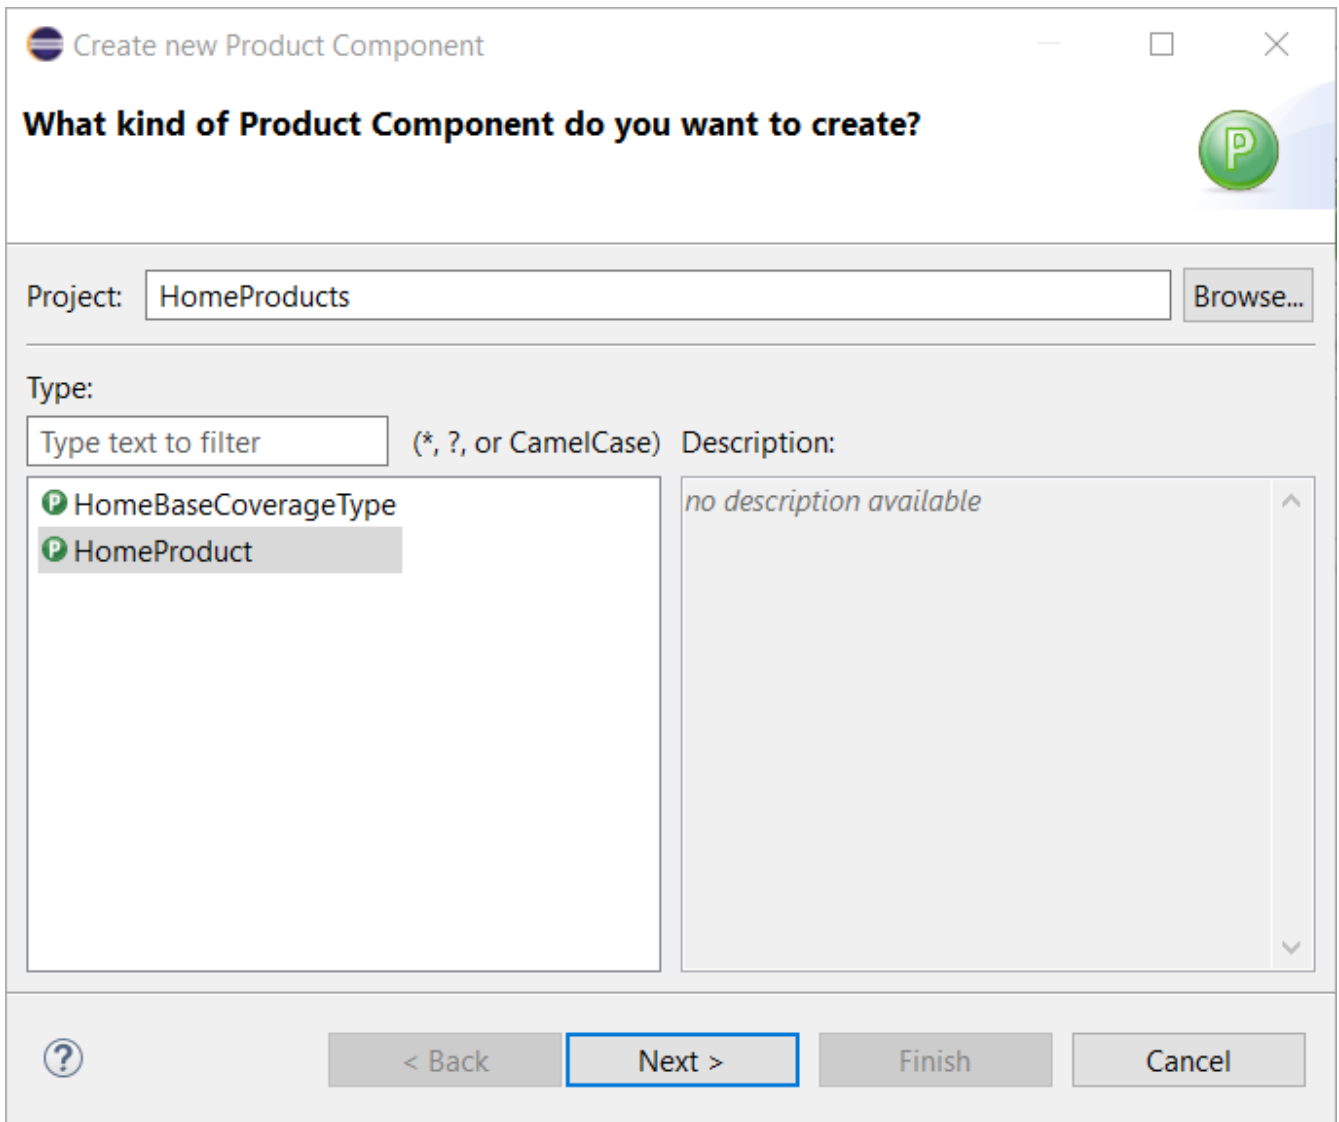 Create new Product Component
What kind of Product Component do you want to create?
P
Project: HomeProducts Browse...
Type:
Type text to filter (*, ?, or CamelCase) Description:
P HomeBaseCoverageType
no description available
P HomeProduct
? < Back Next > Finish Cancel